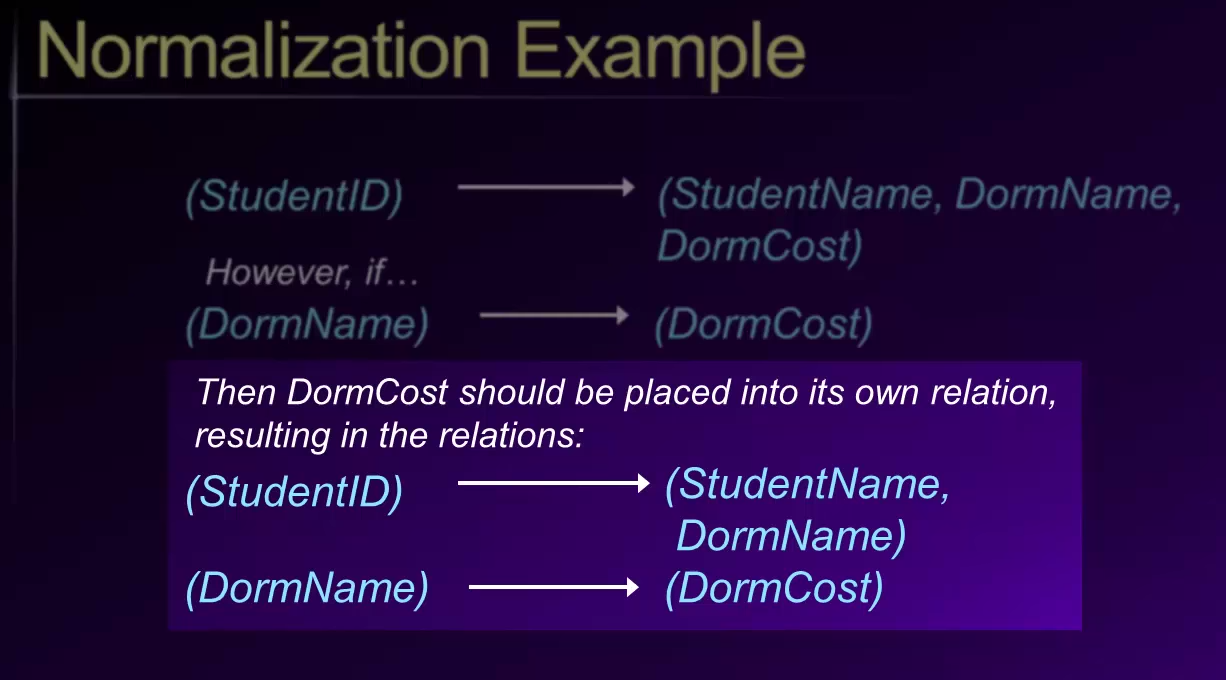 Normalization Example
(StudentID) (StudentName, DormName,
DormCost)
However, if…
(DormName) (DormCost)
Then DormCost should be placed into its own relation,
resulting in the relations:
(StudentID) (StudentName,
DormName)
(DormName) (DormCost)